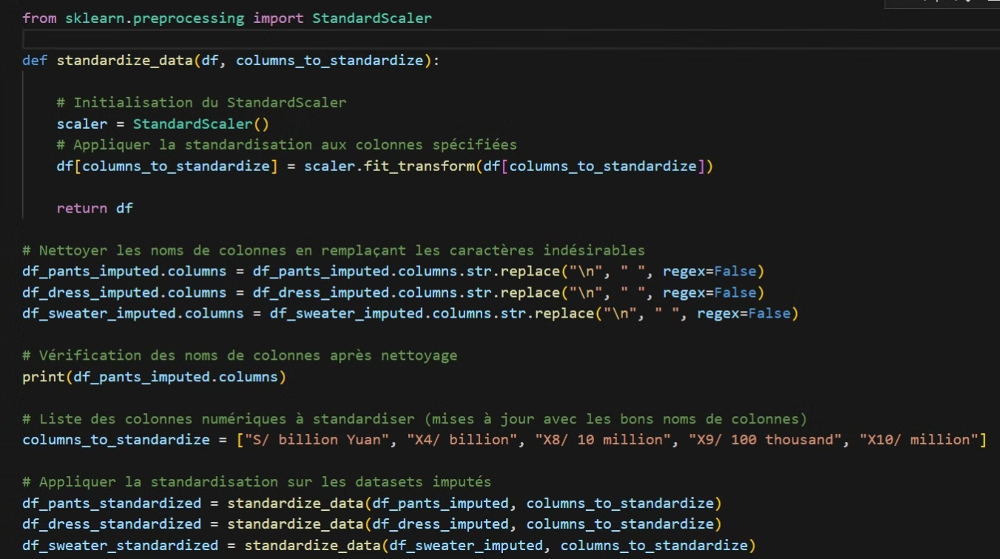 from sklearn.preprocessing import StandardScaler
def standardize_data(df, columns_to_standardize):
# Initialisation du StandardScaler
scaler = StandardScaler()
# Appliquer la standardisation aux colonnes spécifiées
df[columns_to_standardize] = scaler.fit_transform(df[columns_to_standardize])
return df
# Nettoyer les noms de colonnes en remplaçant les caractères indésirables
df_pants_imputed.columns = df_pants_imputed.columns.str.replace("\n", " ", regex=False)
df_dress_imputed.columns = df_dress_imputed.columns.str.replace("\n", " ", regex=False)
df_sweater_imputed.columns = df_sweater_imputed.columns.str.replace("\n", " ", regex=False)
# Vérification des noms de colonnes après nettoyage
print(df_pants_imputed.columns)
# Liste des colonnes numériques à standardiser (mises à jour avec les bons noms de colonnes)
columns_to_standardize = ["S/ billion Yuan", "X4/ billion", "X8/ 10 million", "X9/ 100 thousand", "X10/ million"]
# Appliquer la standardisation sur les datasets imputés
df_pants_standardized = standardize_data(df_pants_imputed, columns_to_standardize)
df_dress_standardized = standardize_data(df_dress_imputed, columns_to_standardize)
df_sweater_standardized = standardize_data(df_sweater_imputed, columns_to_standardize)